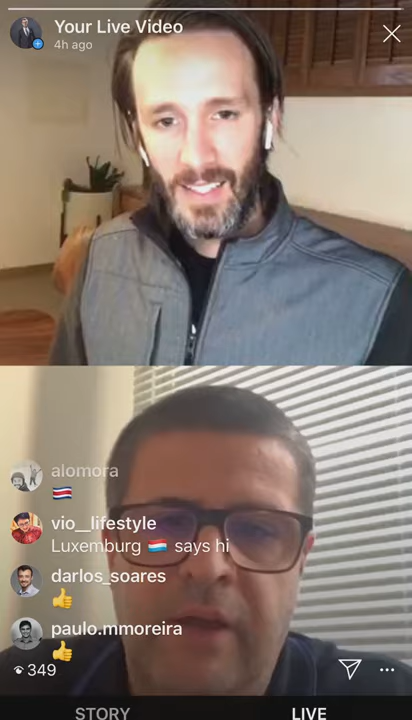 Your Live Video
4h ago
alomora
🇨🇷
vio__lifestyle
Luxemburg 🇱🇺 says hi
darlos_soares
👍
paulo.mmoreira
👍
349
STORY
LIVE